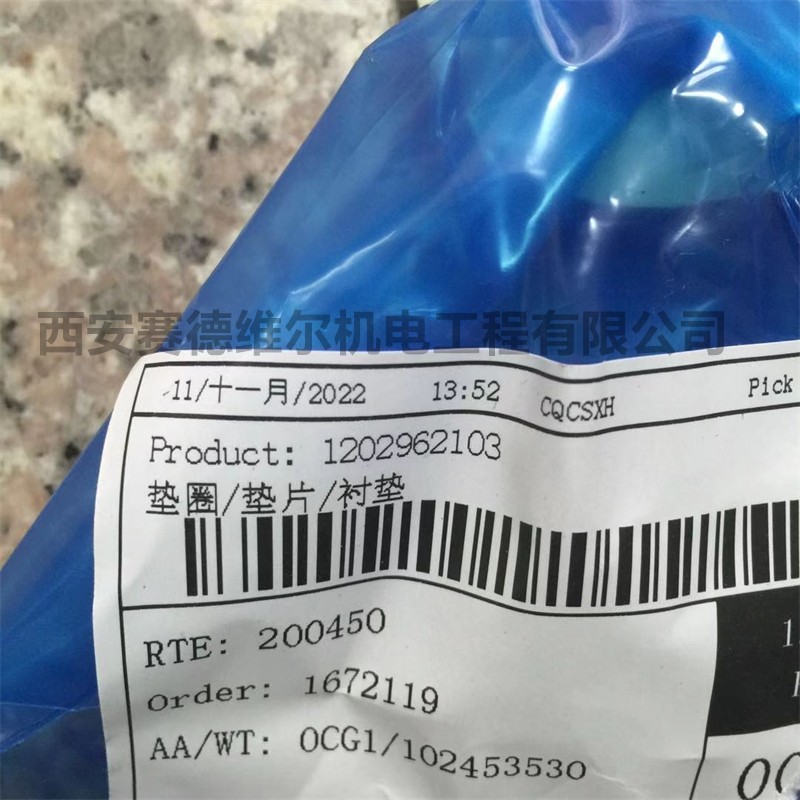 西安赛德维尔机电工程有限公司
11/十一月/2022 13:52 CQCSXH Pick
Product: 1202962103
垫圈/垫片/衬垫
RTE: 200450
Order: 1672119
AA/WT: OCG1/102453530